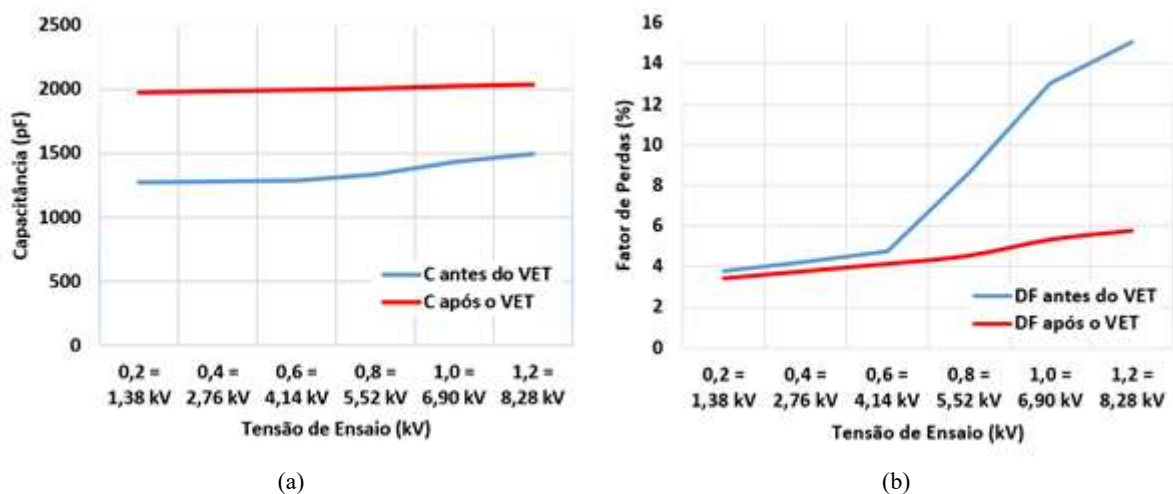 2500
2000
1500
1000
500
0
Capacitância (pF)
C antes do VET
C após o VET
0,2 = 0,4 = 0,6 = 0,8 = 1,0 = 1,2 =
1,38 kV 2,76 kV 4,14 kV 5,52 kV 6,90 kV 8,28 kV
Tensão de Ensaio (kV)
(a)
16
14
12
10
8
6
4
2
0
Fator de Perdas (%)
DF antes do VET
DF após o VET
0,2 = 0,4 = 0,6 = 0,8 = 1,0 = 1,2 =
1,38 kV 2,76 kV 4,14 kV 5,52 kV 6,90 kV 8,28 kV
Tensão de Ensaio (kV)
(b)